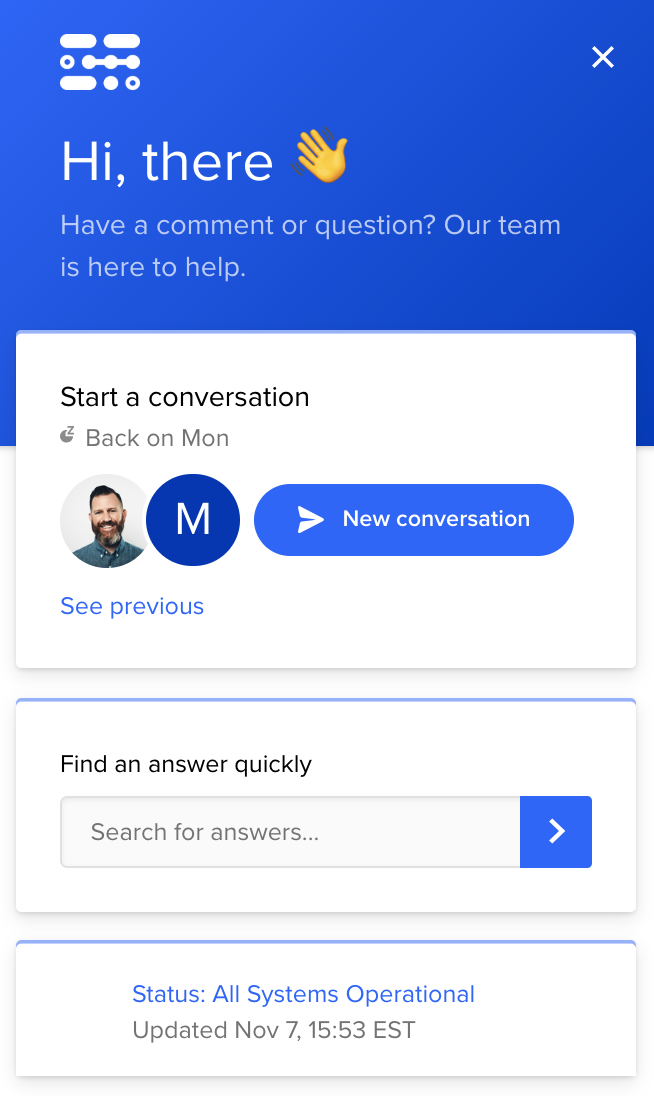 Hi, there 👋
Have a comment or question? Our team
is here to help.
Start a conversation
Back on Mon
M
New conversation
See previous
Find an answer quickly
Search for answers...
Status: All Systems Operational
Updated Nov 7, 15:53 EST